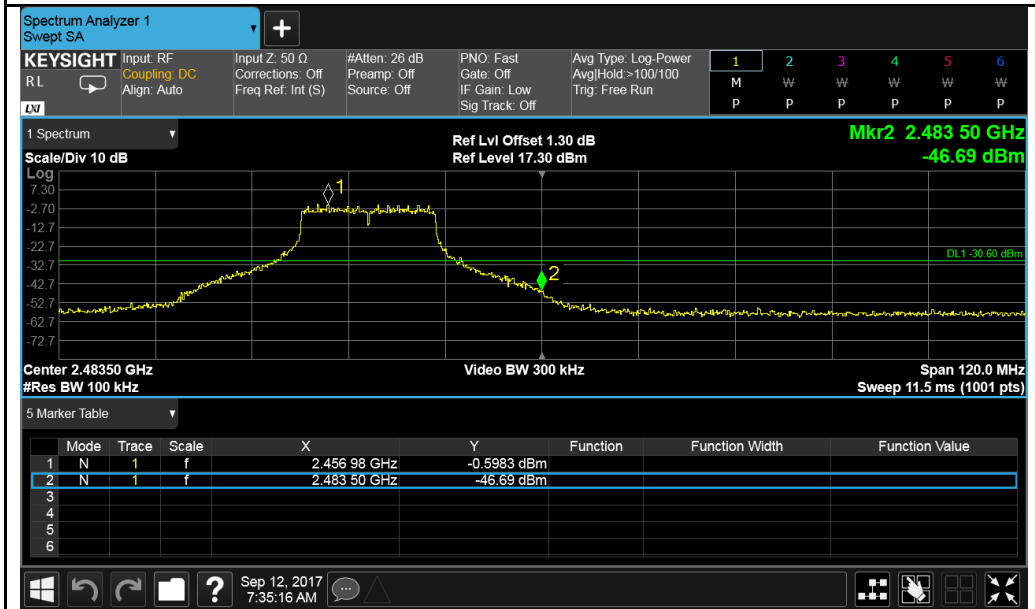 Spectrum Analyzer 1
Swept SA
+
KEYSIGHT Input: RF Input Z: 50 Ω #Atten: 26 dB PNO: Fast Avg Type: Log-Power 1 2 3 4 5 6
RL Coupling: DC Corrections: Off Preamp: Off Gate: Off Avg|Hold:>100/100 M W W W W W
Align: Auto Freq Ref: Int (S) Source: Off IF Gain: Low Trig: Free Run
LXI Sig Track: Off P P P P P P
1 Spectrum Ref Lvl Offset 1.30 dB Mkr2 2.483 50 GHz
Scale/Div 10 dB Ref Level 17.30 dBm -46.69 dBm
Log
7.30
-2.70
-12.7
-22.7
-32.7
-42.7
-52.7
-62.7
-72.7
1
DL1 -30.60 dBm
2
Center 2.48350 GHz Video BW 300 kHz Span 120.0 MHz
#Res BW 100 kHz Sweep 11.5 ms (1001 pts)
5 Marker Table
Mode Trace Scale X Y Function Function Width Function Value
1 N 1 f 2.456 98 GHz -0.5983 dBm
2 N 1 f 2.483 50 GHz -46.69 dBm
3
4
5
6
? Sep 12, 2017
7:35:16 AM